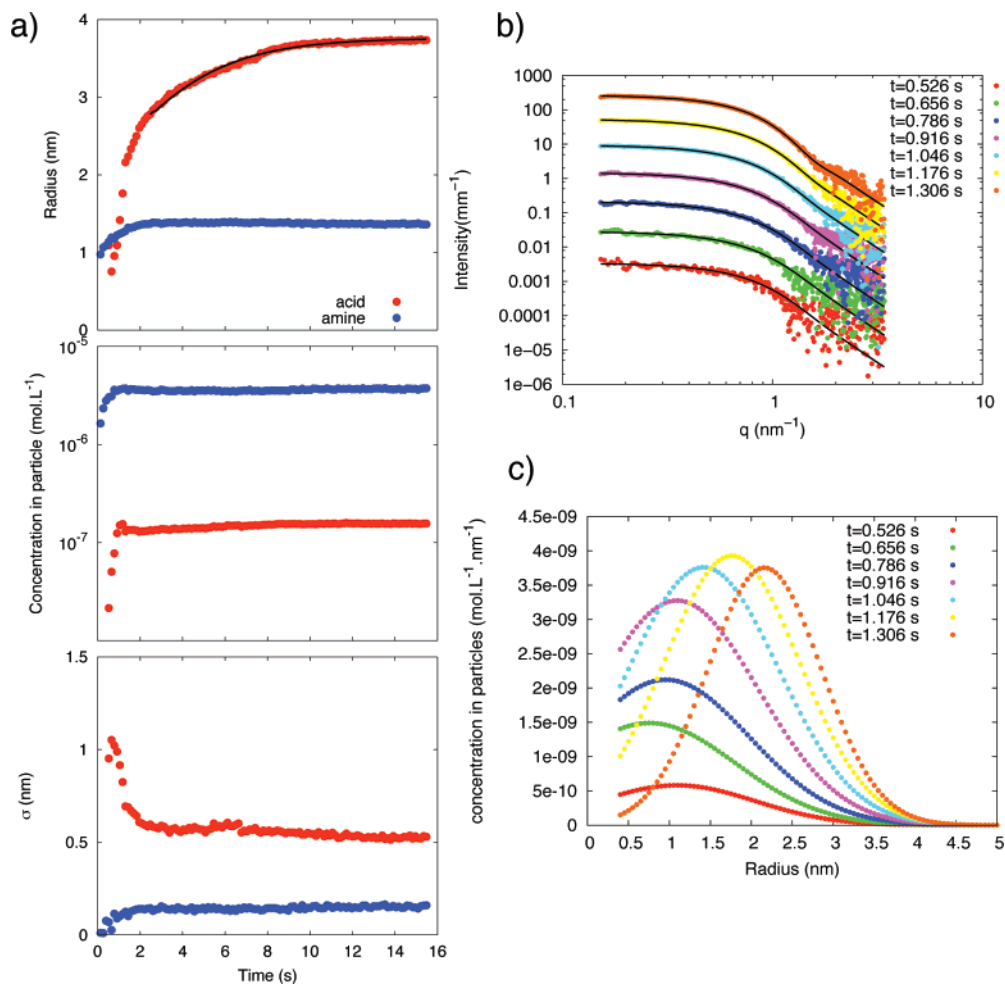 a)
4
3
2
1
0
Radius (nm)
acid
amine
10-5
10-6
10-7
Concentration in particle (mol.L-1)
1.5
1
0.5
0
σ (nm)
0 2 4 6 8 10 12 14 16
Time (s)
b)
1000
100
10
1
0.1
0.01
0.001
0.0001
1e-05
1e-06
Intensity(mm-1)
t=0.526 s
t=0.656 s
t=0.786 s
t=0.916 s
t=1.046 s
t=1.176 s
t=1.306 s
0.1 1 10
q (nm-1)
c)
4.5e-09
4e-09
3.5e-09
3e-09
2.5e-09
2e-09
1.5e-09
1e-09
5e-10
0
concentration in particles (mol.L-1.nm-1)
t=0.526 s
t=0.656 s
t=0.786 s
t=0.916 s
t=1.046 s
t=1.176 s
t=1.306 s
0 0.5 1 1.5 2 2.5 3 3.5 4 4.5 5
Radius (nm)